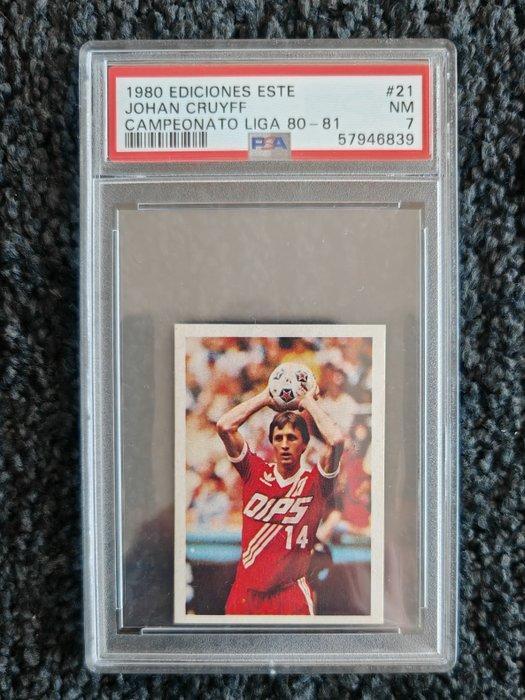 1980 EDICIONES ESTE #21
JOHAN CRUYFF NM
CAMPEONATO LIGA 80-81 7
PSA 57946839
DIPS
14